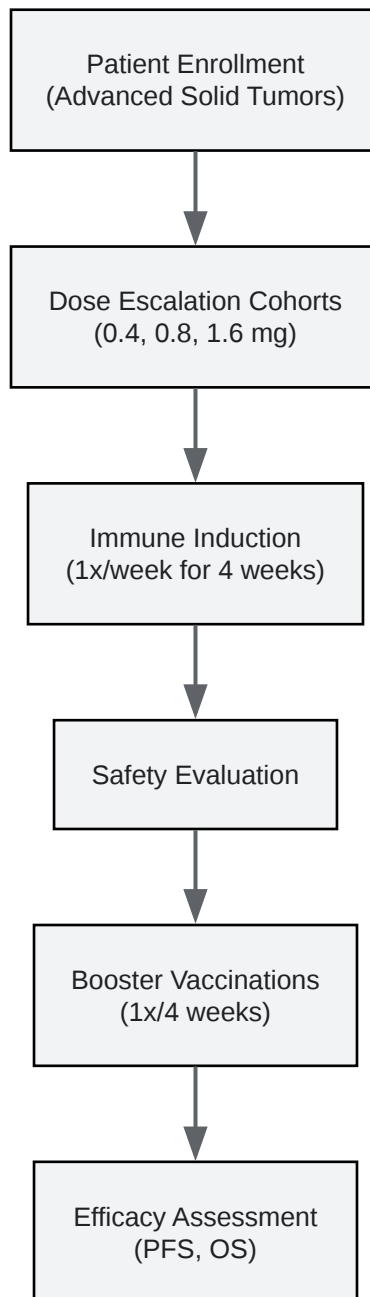 Patient Enrollment
(Advanced Solid Tumors)
Dose Escalation Cohorts
(0.4, 0.8, 1.6 mg)
Immune Induction
(1x/week for 4 weeks)
Safety Evaluation
Booster Vaccinations
(1x/4 weeks)
Efficacy Assessment
(PFS, OS)